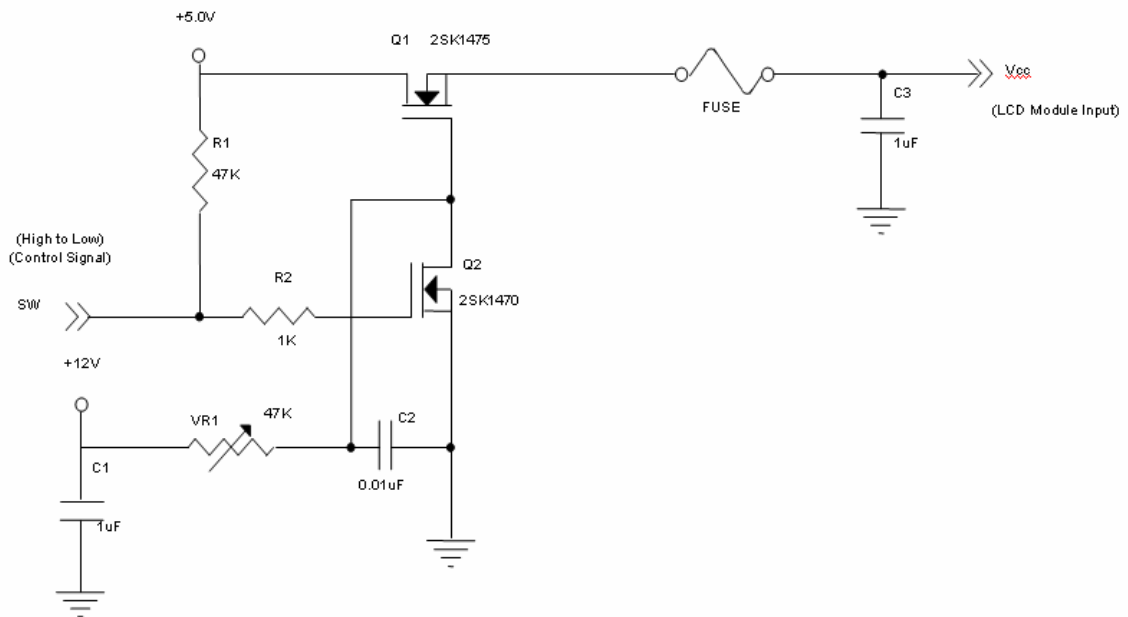 +5.0V
Q1 2SK1475
Vcc
C3
FUSE
(LCD Module Input)
R1
1uF
47K
(High to Low)
(Control Signal)
R2
Q2
SW
2SK1470
1K
+12V
VR1
47K
C2
C1
0.01uF
1uF